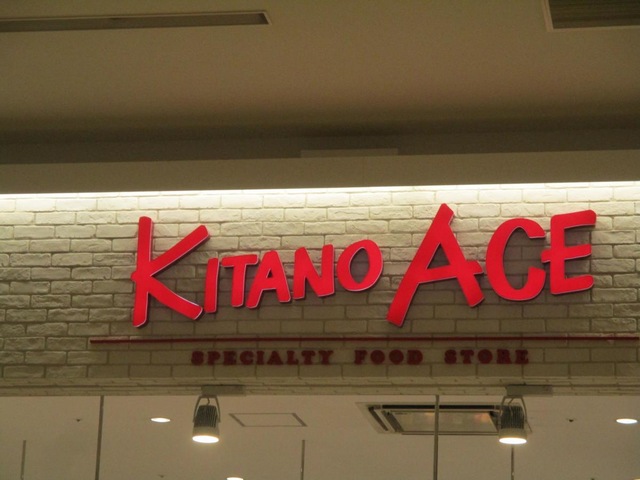 KITANO ACE
SPECIALTY FOOD STORE